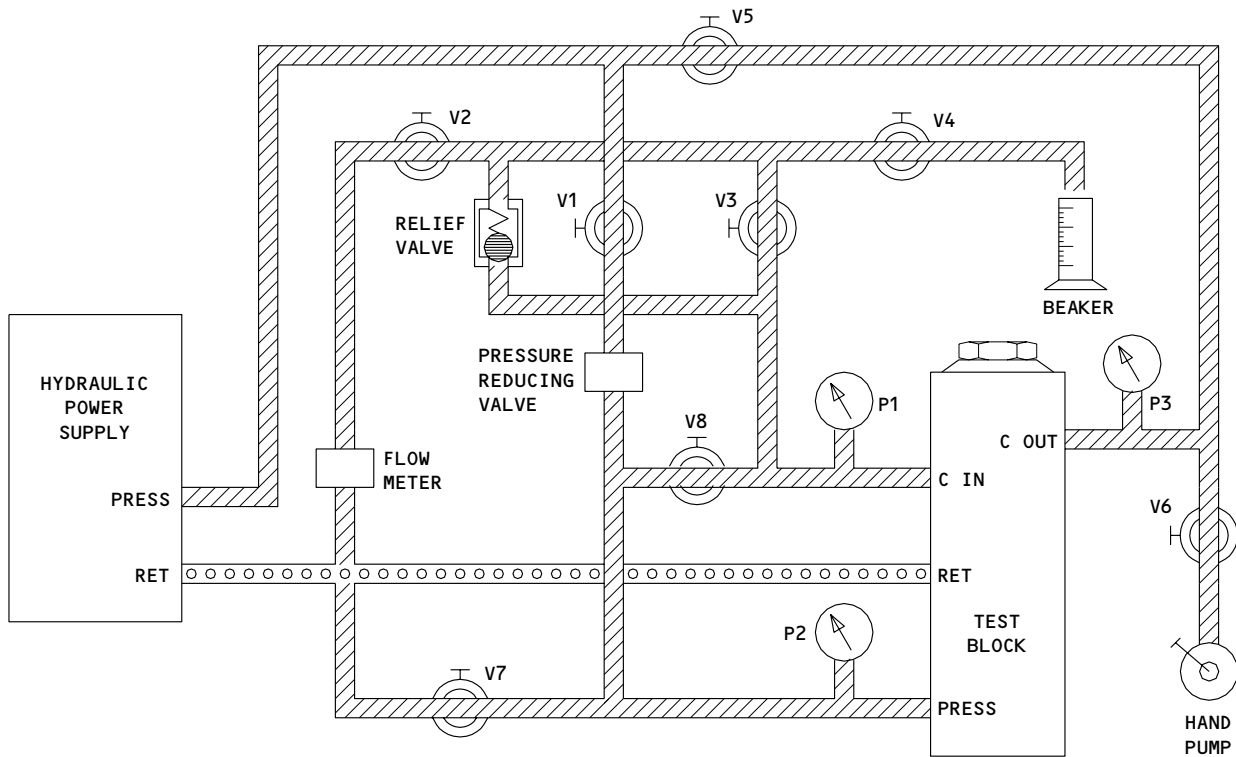 V5
V2
V4
V1
V3
RELIEF
VALVE
BEAKER
PRESSURE
REDUCING
VALVE
HYDRAULIC
POWER
SUPPLY
P1
P3
V8
C OUT
FLOW
METER
C IN
PRESS
V6
RET
RET
TEST
BLOCK
P2
V7
PRESS
HAND
PUMP